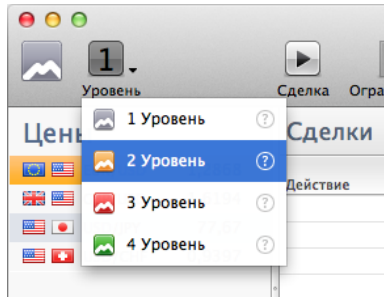 1
Уровень
Сделка
Огра
Цены
Сделки
1 Уровень ?
2 Уровень ?
3 Уровень ?
4 Уровень ?
Действие